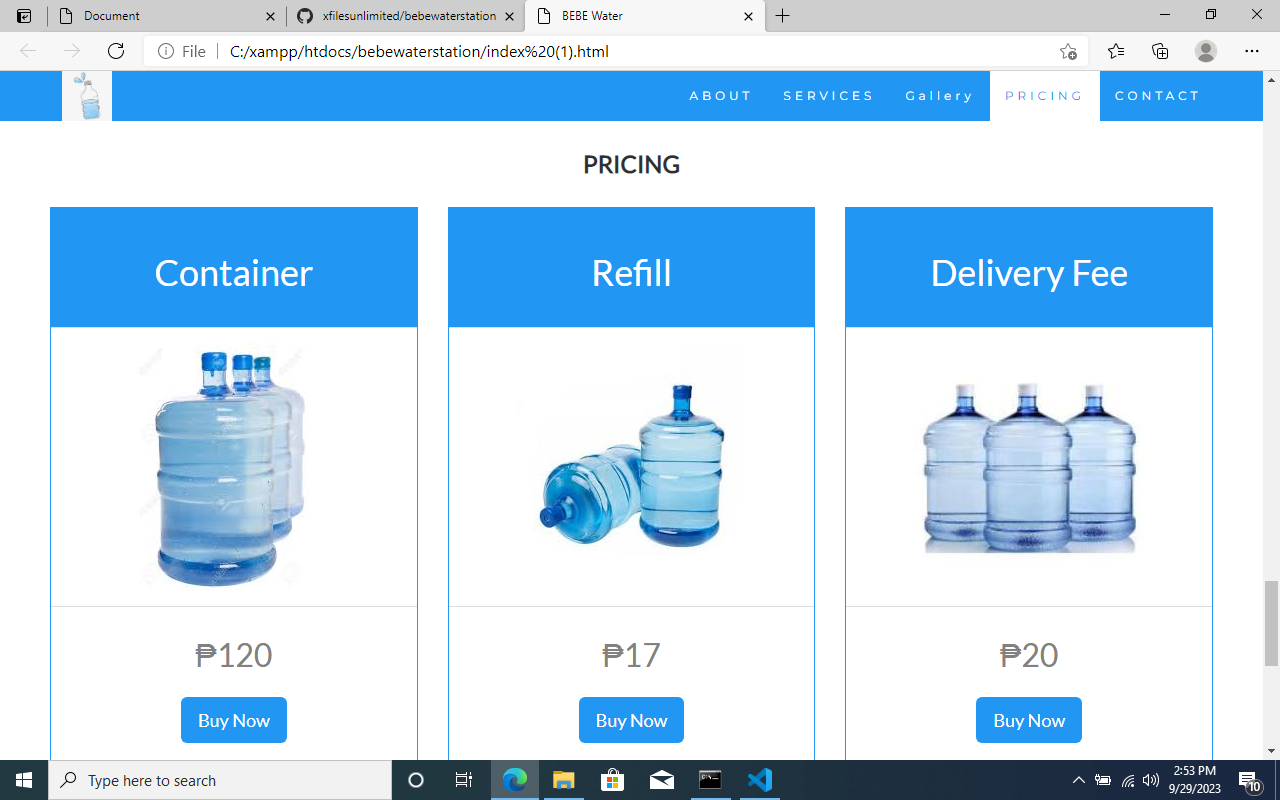 Document
xfilesunlimited/bebewaterstation
BEBE Water
File
C:/xampp/htdocs/bebewaterstation/index%20(1).html
ABOUT SERVICES Gallery PRICING CONTACT
PRICING
Container
Refill
Delivery Fee
₱120
₱17
₱20
Buy Now
Buy Now
Buy Now
Type here to search
2:53 PM
9/29/2023
10